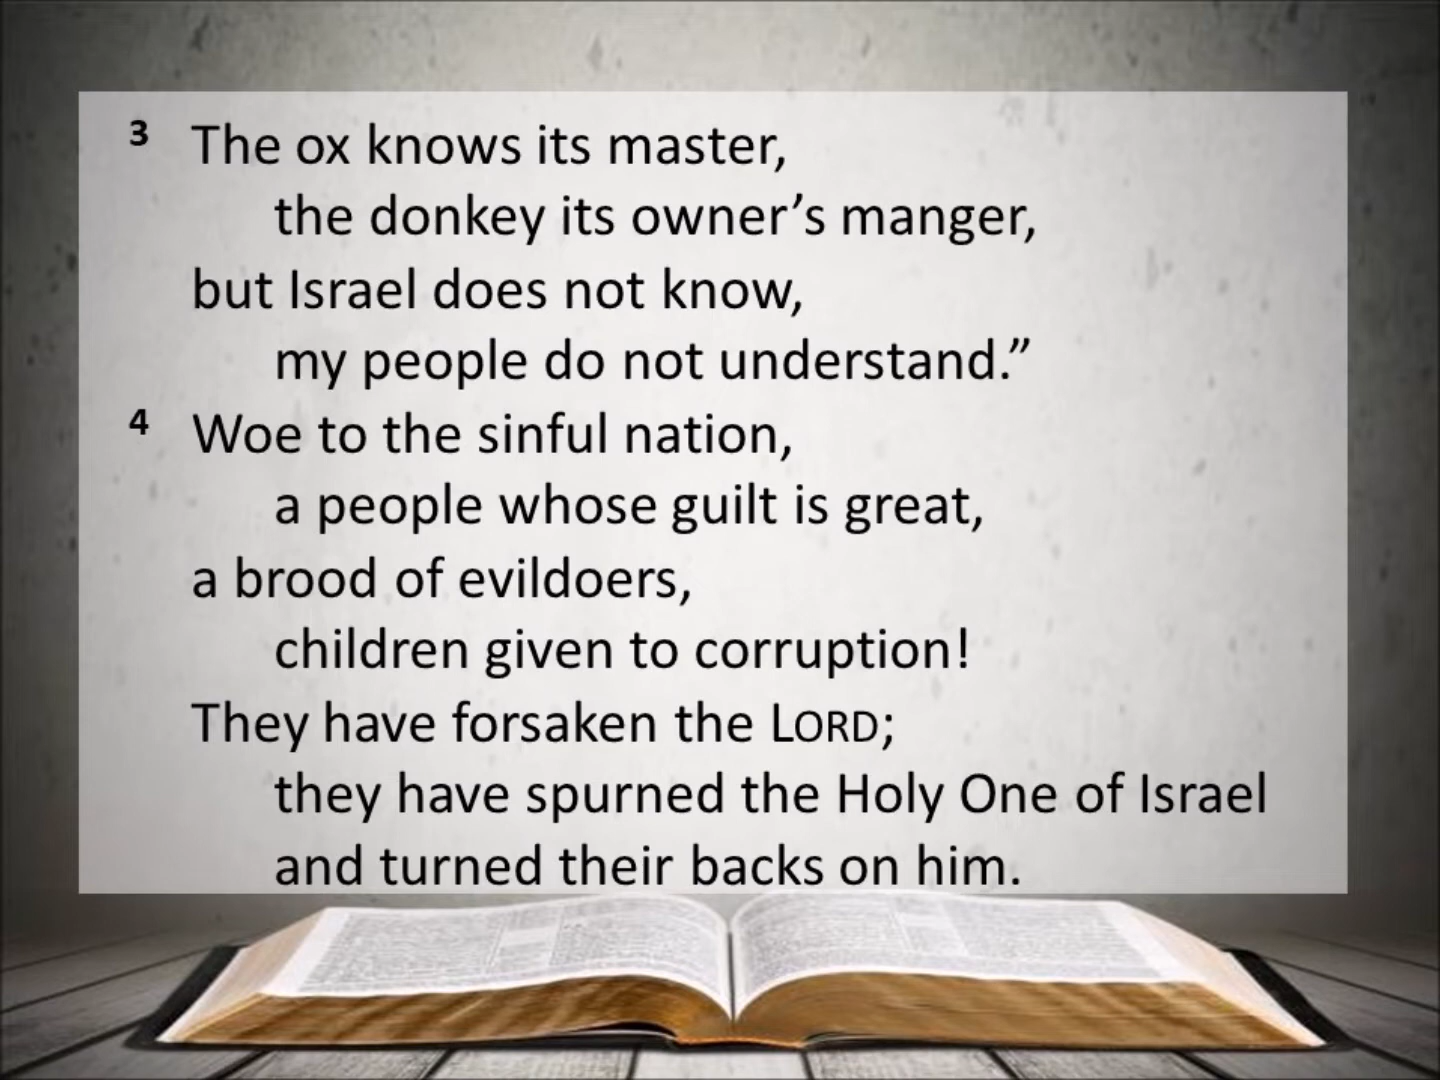 3 The ox knows its master,
the donkey its owner’s manger,
but Israel does not know,
my people do not understand.”
4 Woe to the sinful nation,
a people whose guilt is great,
a brood of evildoers,
children given to corruption!
They have forsaken the LORD;
they have spurned the Holy One of Israel
and turned their backs on him.